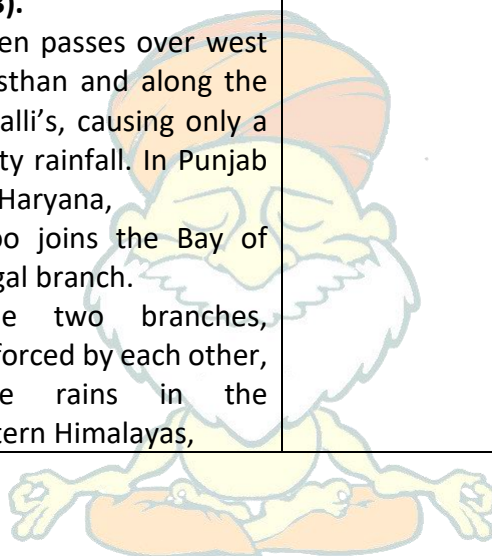 3).
en passes over west
sthan and along the
alli's, causing only a
ty rainfall. In Punjab
Haryana,
oo joins the Bay of
gal branch.
e two branches,
forced by each other,
e rains in the
tern Himalayas,